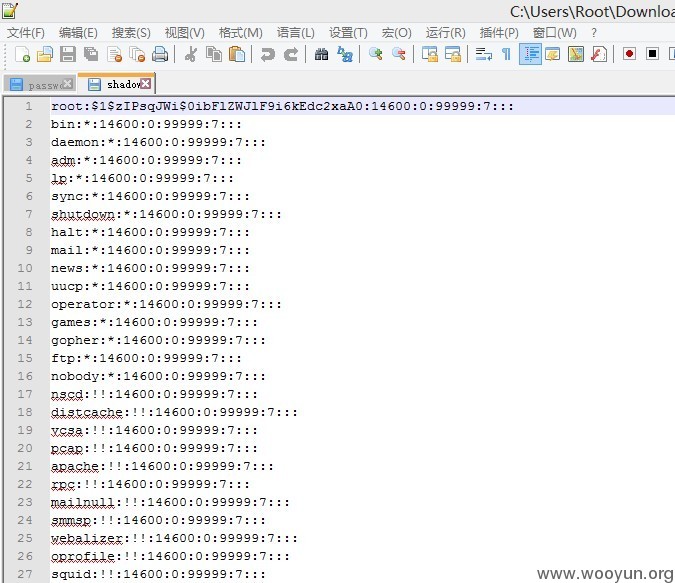 C:\Users\Root\Downloa
文件(F) 编辑(E) 搜索(S) 视图(V) 格式(M) 语言(L) 设置(T) 宏(O) 运行(R) 插件(P) 窗口(W) ?
passwd shadow
1 root:$1$zIPsqJWi$0ibFlZWJlF9i6kEdc2xaA0:14600:0:99999:7:::
2 bin:*:14600:0:99999:7:::
3 daemon:*:14600:0:99999:7:::
4 adm:*:14600:0:99999:7:::
5 lp:*:14600:0:99999:7:::
6 sync:*:14600:0:99999:7:::
7 shutdown:*:14600:0:99999:7:::
8 halt:*:14600:0:99999:7:::
9 mail:*:14600:0:99999:7:::
10 news:*:14600:0:99999:7:::
11 uucp:*:14600:0:99999:7:::
12 operator:*:14600:0:99999:7:::
13 games:*:14600:0:99999:7:::
14 gopher:*:14600:0:99999:7:::
15 ftp:*:14600:0:99999:7:::
16 nobody:*:14600:0:99999:7:::
17 nscd:!!:14600:0:99999:7:::
18 distcache:!!:14600:0:99999:7:::
19 vcsa:!!:14600:0:99999:7:::
20 pcap:!!:14600:0:99999:7:::
21 apache:!!:14600:0:99999:7:::
22 rpc:!!:14600:0:99999:7:::
23 mailnull:!!:14600:0:99999:7:::
24 smmsp:!!:14600:0:99999:7:::
25 webalizer:!!:14600:0:99999:7:::
26 oprofile:!!:14600:0:99999:7:::
27 squid:!!:14600:0:99999:7:::
www.wooyun.org